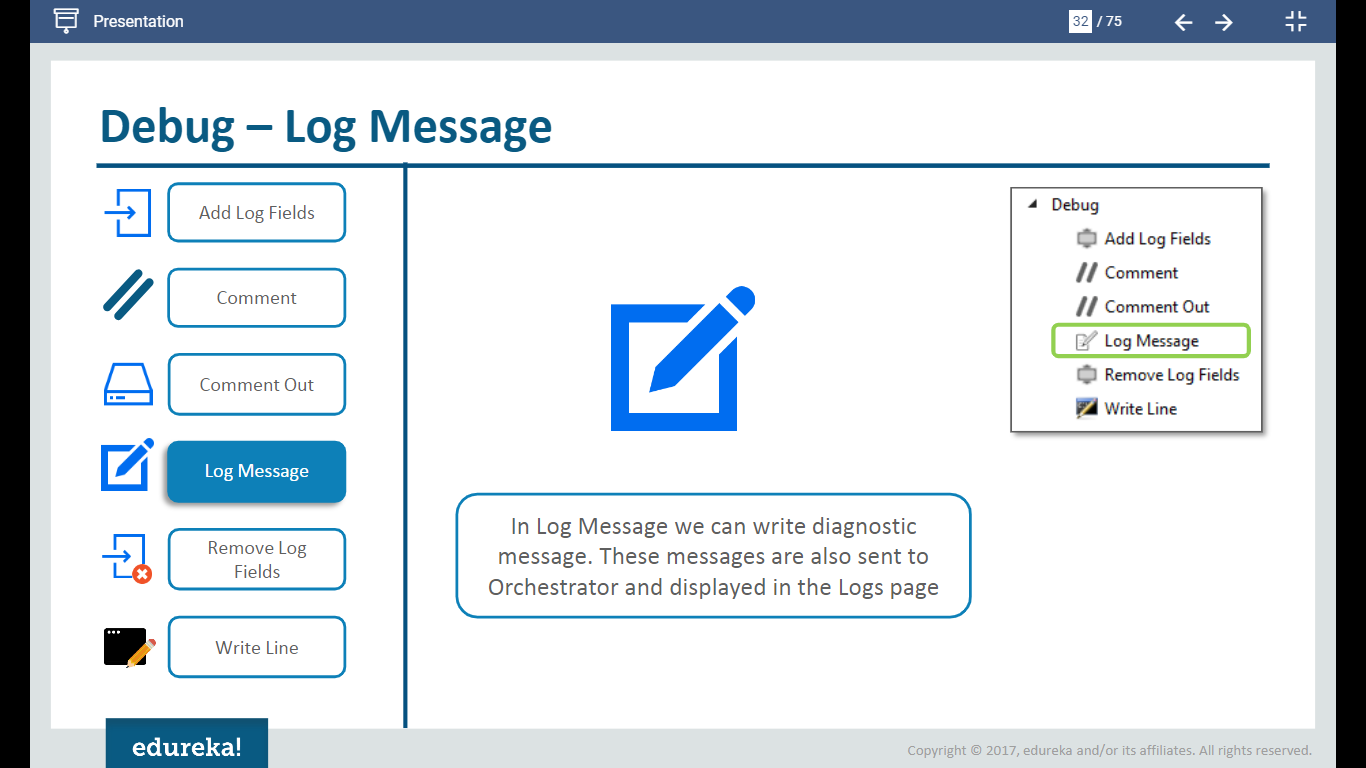 Presentation
32 / 75
Debug – Log Message
Add Log Fields
Comment
Comment Out
Log Message
Remove Log
Fields
Write Line
In Log Message we can write diagnostic
message. These messages are also sent to
Orchestrator and displayed in the Logs page
Debug
Add Log Fields
Comment
Comment Out
Log Message
Remove Log Fields
Write Line
edureka!
Copyright © 2017, edureka and/or its affiliates. All rights reserved.